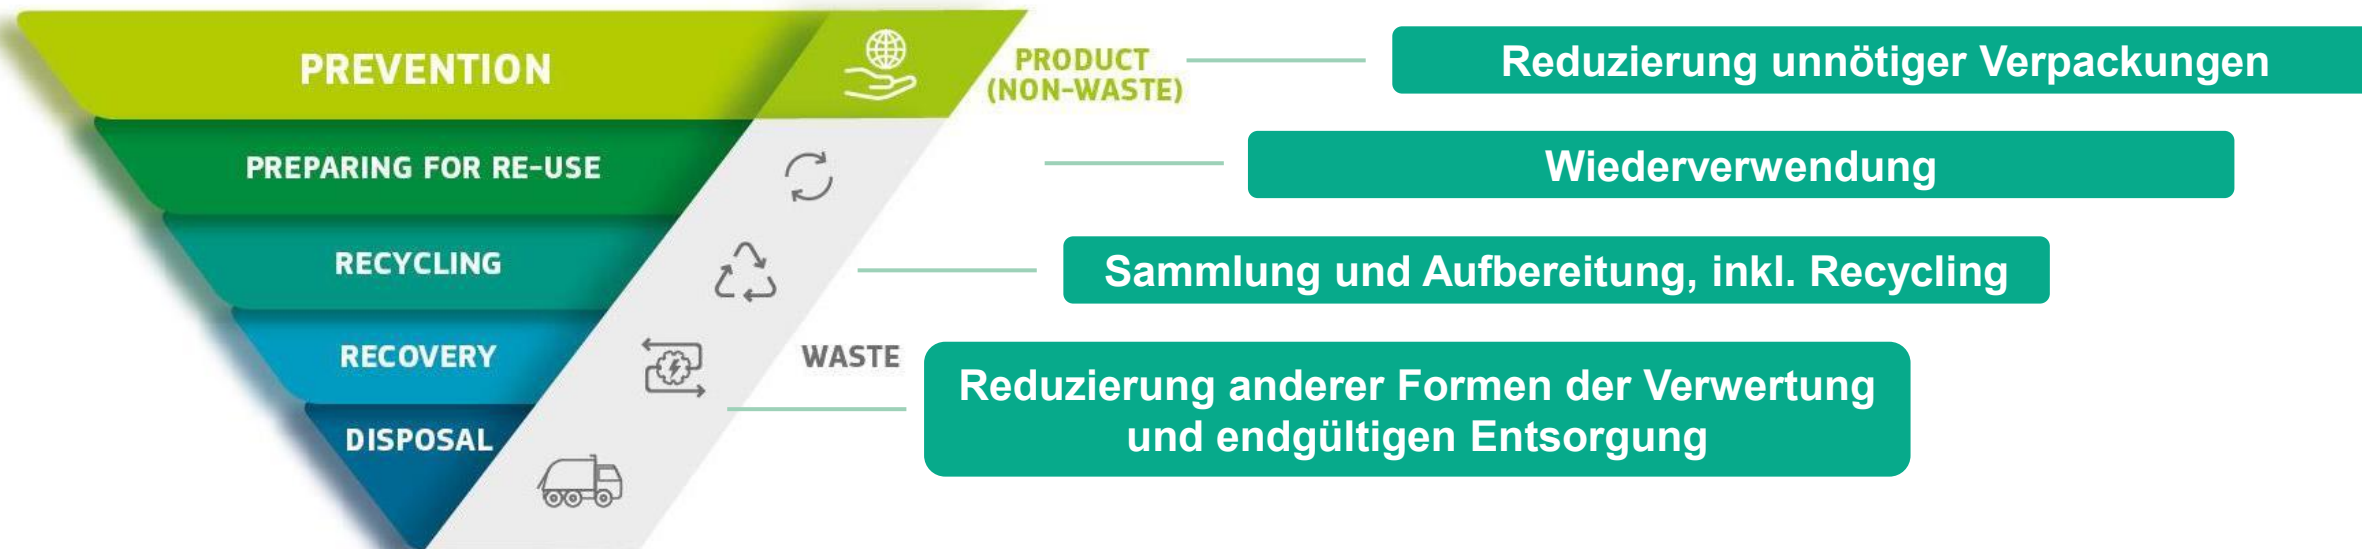 PREVENTION
PRODUCT
(NON-WASTE)
Reduzierung unnötiger Verpackungen
PREPARING FOR RE-USE
Wiederverwendung
RECYCLING
Sammlung und Aufbereitung, inkl. Recycling
RECOVERY
WASTE
Reduzierung anderer Formen der Verwertung
und endgültigen Entsorgung
DISPOSAL